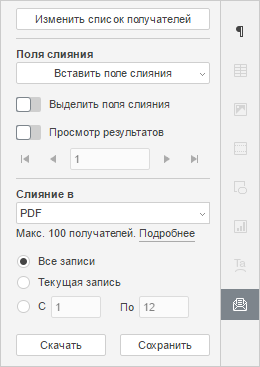 Изменить список получателей
Поля слияния
Вставить поле слияния
Выделить поля слияния
Просмотр результатов
1
Слияние в
PDF
Макс. 100 получателей. Подробнее
Все записи
Текущая запись
С 1 По 12
Скачать Сохранить